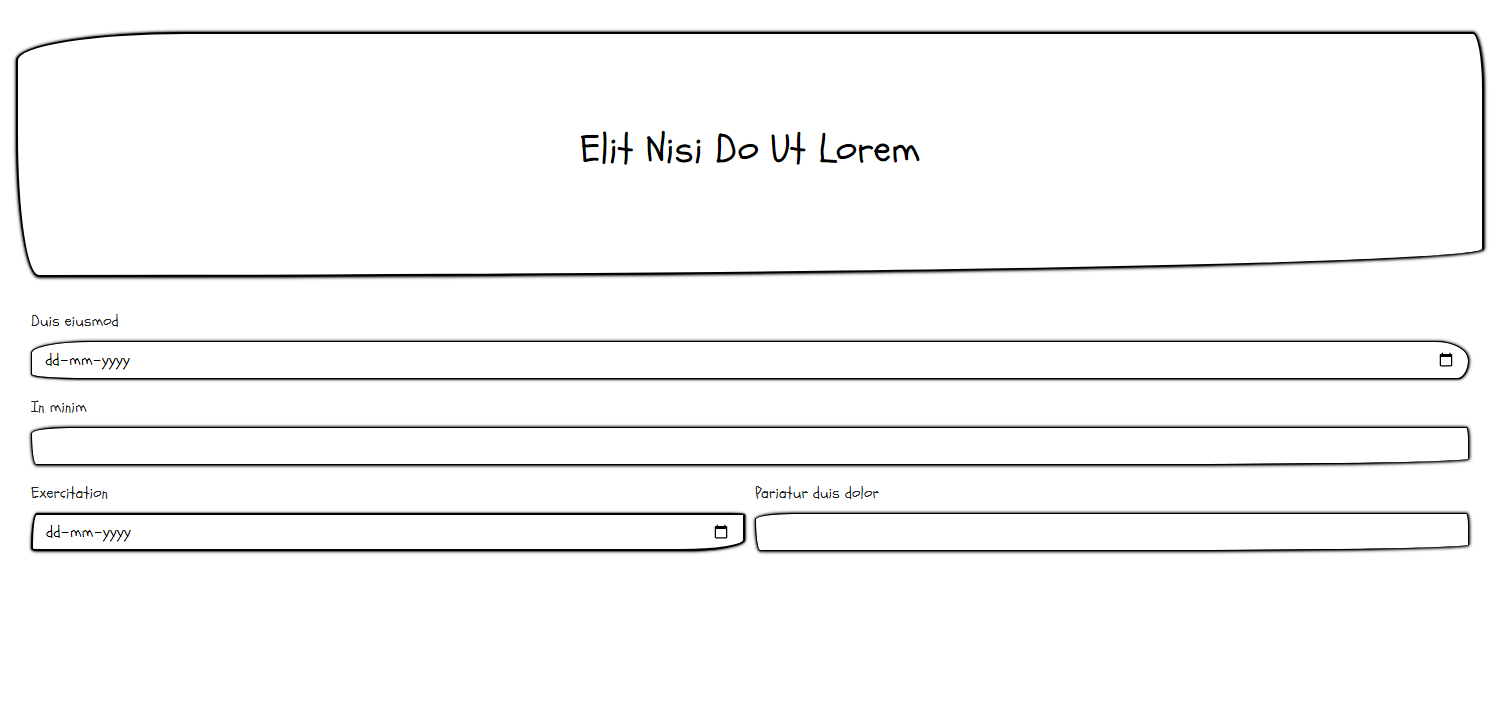 Elit Nisi Do Ut Lorem
Duis eiusmod
dd-mm-yyyy
In minim
Exercitation
Pariatur duis dolor
dd-mm-yyyy